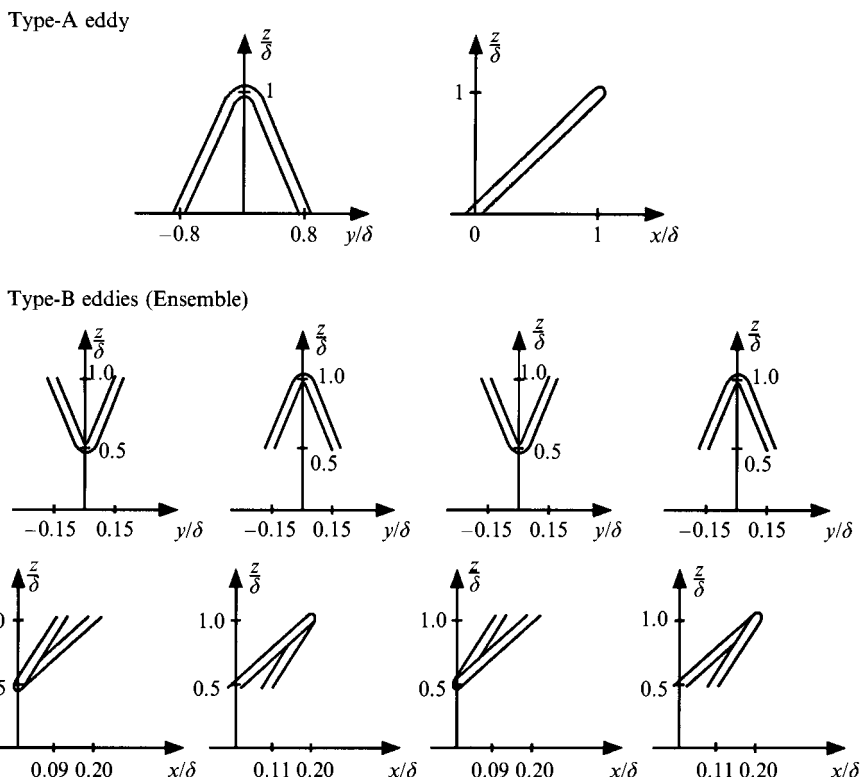 Type-A eddy
z/δ z/δ
1 1
−0.8 0.8 y/δ 0 1 x/δ
Type-B eddies (Ensemble)
z/δ z/δ z/δ z/δ
1.0 1.0 1.0 1.0
0.5 0.5 0.5 0.5
−0.15 0.15 y/δ −0.15 0.15 y/δ −0.15 0.15 y/δ −0.15 0.15 y/δ
z/δ z/δ z/δ z/δ
0 1.0 1.0 1.0
5 0.5 0.5 0.5
0.09 0.20 x/δ 0.11 0.20 x/δ 0.09 0.20 x/δ 0.11 0.20 x/δ